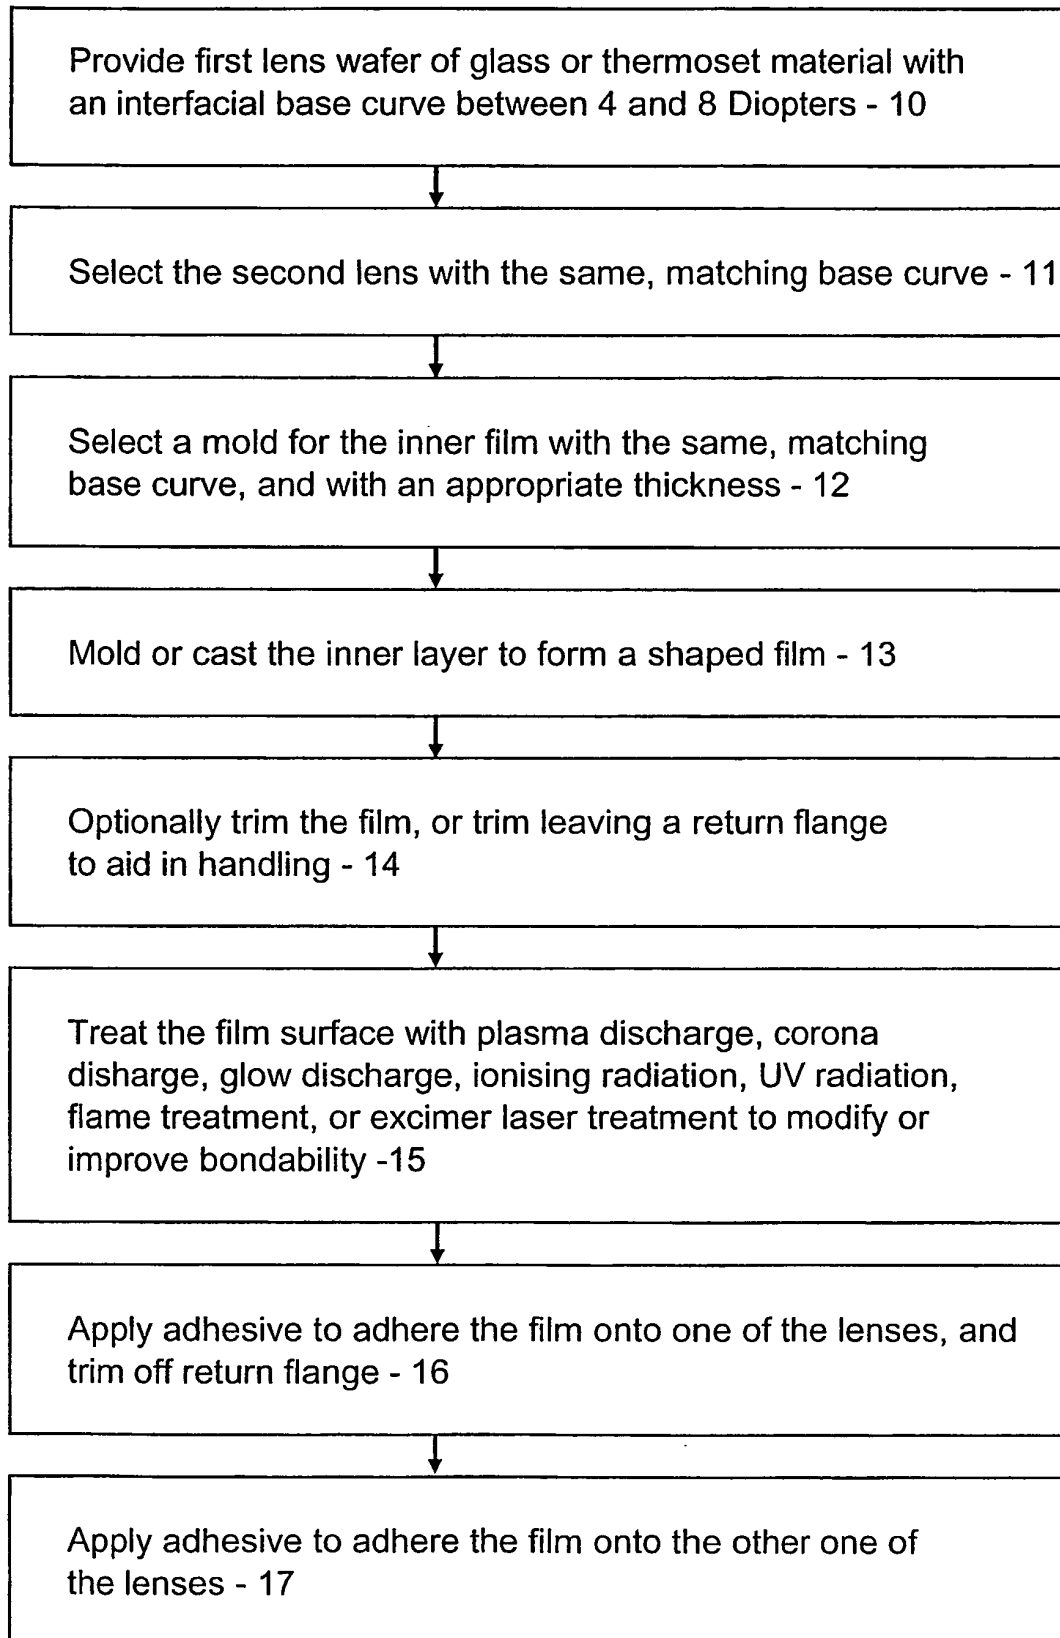 Provide first lens wafer of glass or thermoset material with
an interfacial base curve between 4 and 8 Diopters - 10
Select the second lens with the same, matching base curve - 11
Select a mold for the inner film with the same, matching
base curve, and with an appropriate thickness - 12
Mold or cast the inner layer to form a shaped film - 13
Optionally trim the film, or trim leaving a return flange
to aid in handling - 14
Treat the film surface with plasma discharge, corona
disharge, glow discharge, ionising radiation, UV radiation,
flame treatment, or excimer laser treatment to modify or
improve bondability -15
Apply adhesive to adhere the film onto one of the lenses, and
trim off return flange - 16
Apply adhesive to adhere the film onto the other one of
the lenses - 17